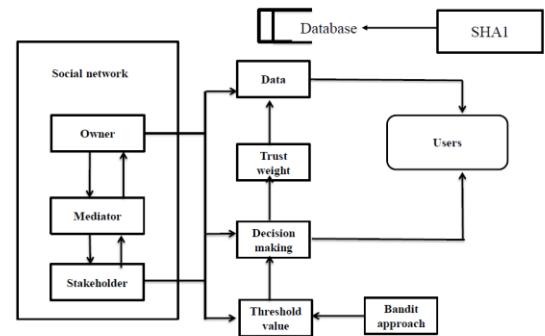 Database
SHA1
Social network
Data
Owner
Users
Trust
weight
Mediator
Decision
making
Stakeholder
Threshold
value
Bandit
approach